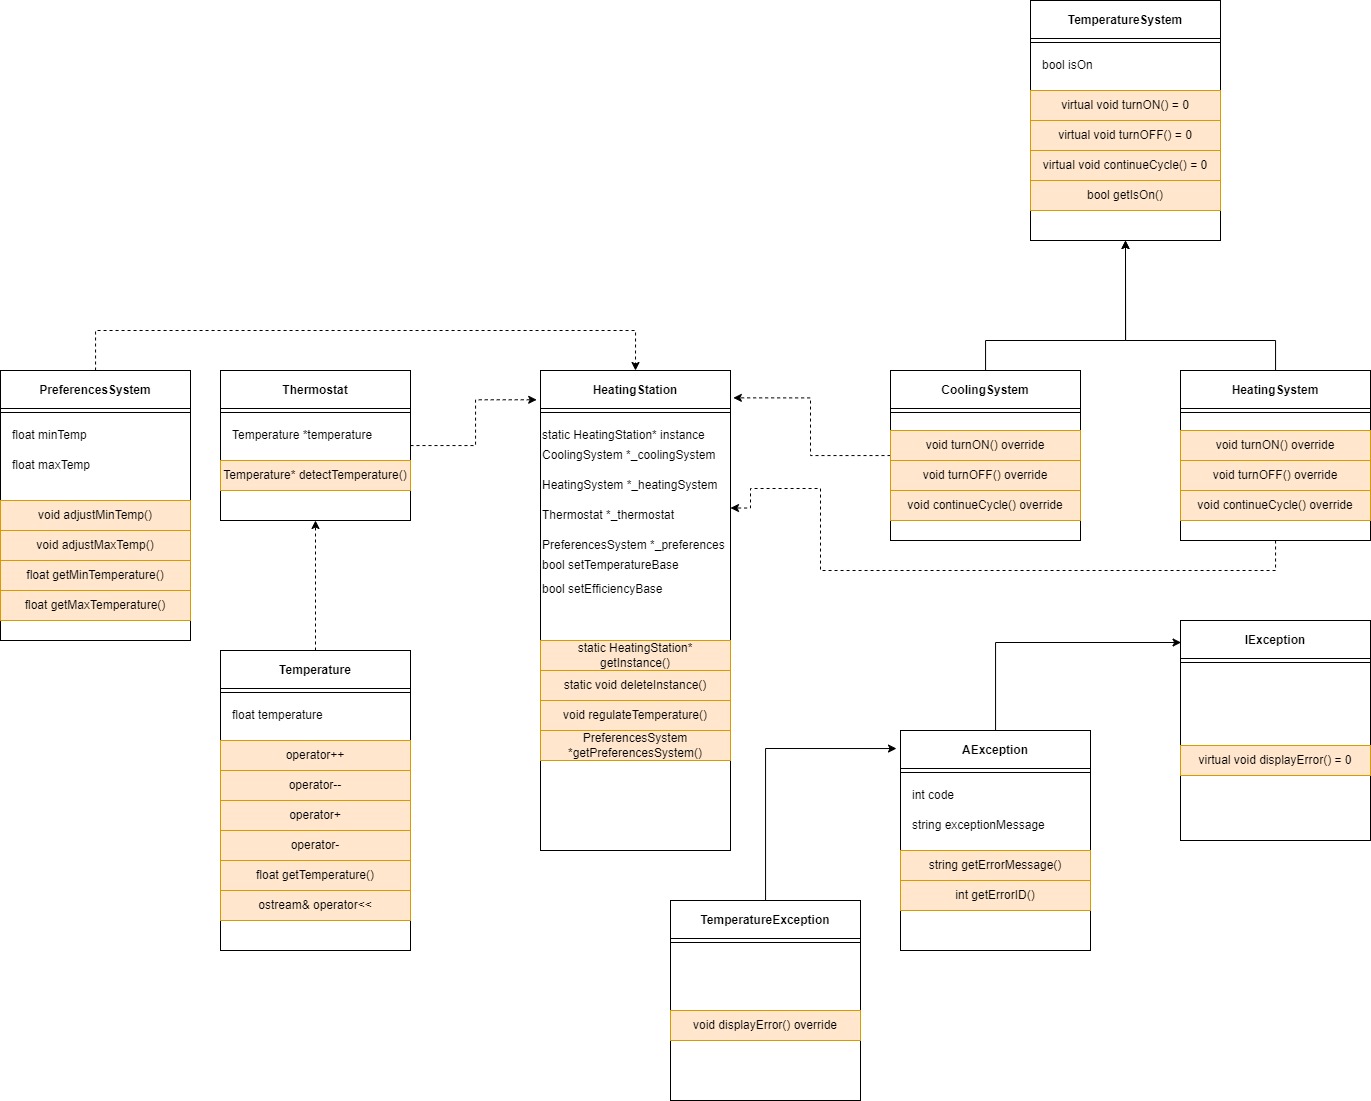 TemperatureSystem
bool isOn
virtual void turnON() = 0
virtual void turnOFF() = 0
virtual void continueCycle() = 0
bool getIsOn()
PreferencesSystem
float minTemp
float maxTemp
void adjustMinTemp()
void adjustMaxTemp()
float getMinTemperature()
float getMaxTemperature()
Thermostat
Temperature *temperature
Temperature* detectTemperature()
HeatingStation
static HeatingStation* instance
CoolingSystem *_coolingSystem
HeatingSystem *_heatingSystem
Thermostat *_thermostat
PreferencesSystem *_preferences
bool setTemperatureBase
bool setEfficiencyBase
static HeatingStation*
getInstance()
static void deleteInstance()
void regulateTemperature()
PreferencesSystem
*getPreferencesSystem()
CoolingSystem
void turnON() override
void turnOFF() override
void continueCycle() override
HeatingSystem
void turnON() override
void turnOFF() override
void continueCycle() override
Temperature
float temperature
operator++
operator--
operator+
operator-
float getTemperature()
ostream& operator<<
IException
virtual void displayError() = 0
AException
int code
string exceptionMessage
string getErrorMessage()
int getErrorID()
TemperatureException
void displayError() override